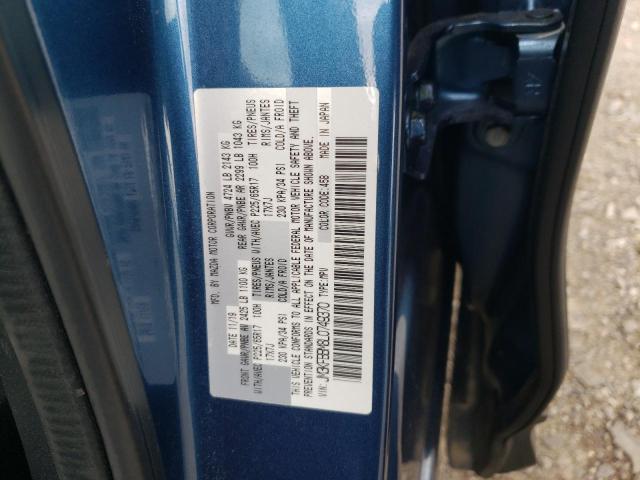 MFD. BY MAZDA MOTOR CORPORATION
DATE 11/19 GVWR/PNBV 4724 LB 2143 KG
FRONT GAWR/PNBE AV 2425 LB 1100 KG REAR GAWR/PNBE AR 2299 LB 1043 KG
WITH/AVEC P225/65R17 100H TIRES/PNEUS WITH/AVEC P225/65R17 100H TIRES/PNEUS
17X7J RIMS/JANTES 17X7J RIMS/JANTES
230 KPA/34 PSI COLD/A FROID 230 KPA/34 PSI COLD/A FROID
THIS VEHICLE CONFORMS TO ALL APPLICABLE FEDERAL MOTOR VEHICLE SAFETY AND THEFT
PREVENTION STANDARDS IN EFFECT ON THE DATE OF MANUFACTURE SHOWN ABOVE.
VIN: JM3KFBBM8L0749370 TYPE:MPV COLOR CODE:45B MADE IN JAPAN